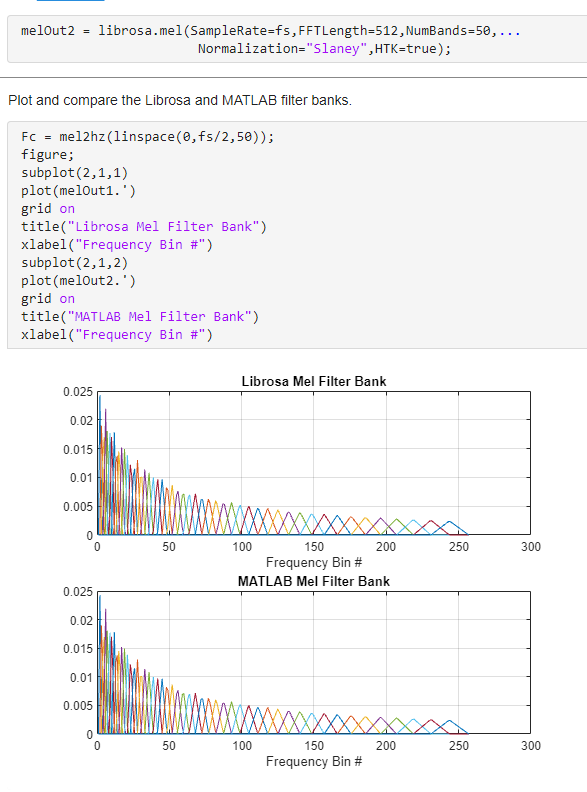 melOut2 = librosa.mel(SampleRate=fs,FFTLength=512,NumBands=50,...
Normalization="Slaney",HTK=true);
Plot and compare the Librosa and MATLAB filter banks.
Fc = mel2hz(linspace(0,fs/2,50));
figure;
subplot(2,1,1)
plot(melOut1.')
grid on
title("Librosa Mel Filter Bank")
xlabel("Frequency Bin #")
subplot(2,1,2)
plot(melOut2.')
grid on
title("MATLAB Mel Filter Bank")
xlabel("Frequency Bin #")
Librosa Mel Filter Bank
0.025
0.02
0.015
0.01
0.005
0
0 50 100 150 200 250 300
Frequency Bin #
MATLAB Mel Filter Bank
0.025
0.02
0.015
0.01
0.005
0
0 50 100 150 200 250 300
Frequency Bin #